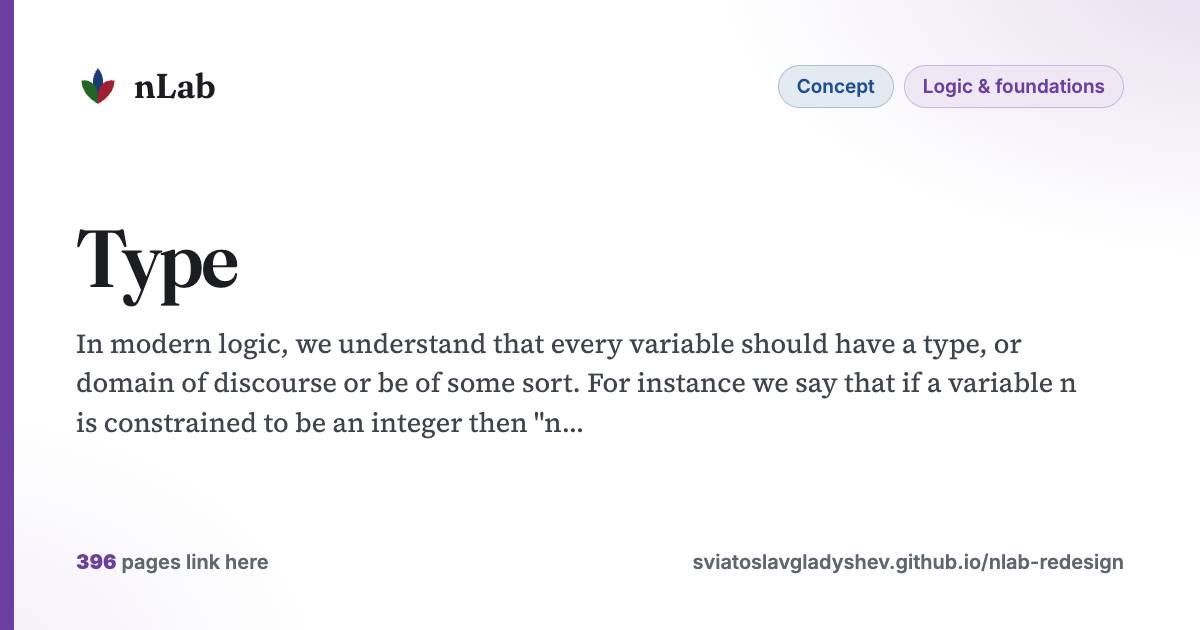 nLab
Concept
Logic & foundations
Type
In modern logic, we understand that every variable should have a type, or
domain of discourse or be of some sort. For instance we say that if a variable n
is constrained to be an integer then "n...
396 pages link here
sviatoslavgladyshev.github.io/nlab-redesign